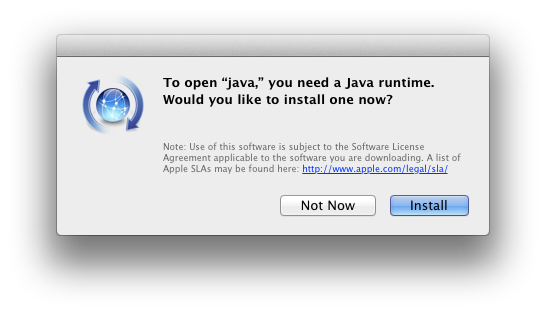 To open “java,” you need a Java runtime.
Would you like to install one now?
Note: Use of this software is subject to the Software License
Agreement applicable to the software you are downloading. A list of
Apple SLAs may be found here: http://www.apple.com/legal/sla/
Not Now
Install